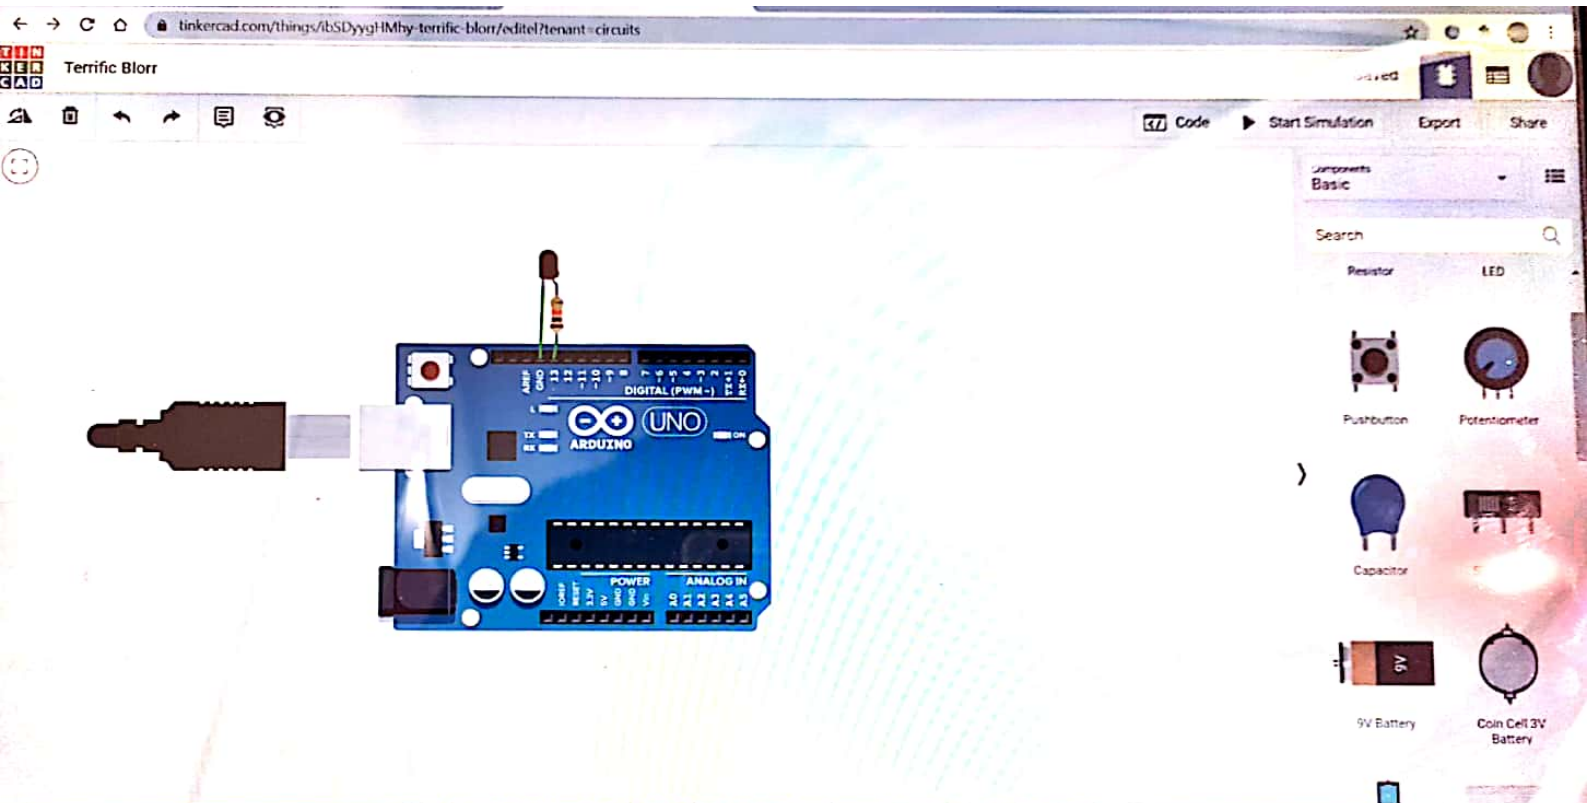 tinkercad.com/things/ibSDyygHMhy-terrific-blorr/editel?tenant=circuits
TIN
KER
CAD
Terrific Blorr
Code
Start Simulation
Export
Share
Components
Basic
Search
Resistor
LED
Pushbutton
Potentiometer
Capacitor
9V
9V Battery
Coin Cell 3V
Battery
AREF
GND
13
12
~11
~10
~9
8
7
~6
~5
4
~3
2
TX→1
RX←0
DIGITAL (PWM~)
L
TX
RX
ARDUINO
UNO
ON
POWER
ANALOG IN
IOREF
RESET
3.3V
5V
GND
GND
Vin
A0
A1
A2
A3
A4
A5